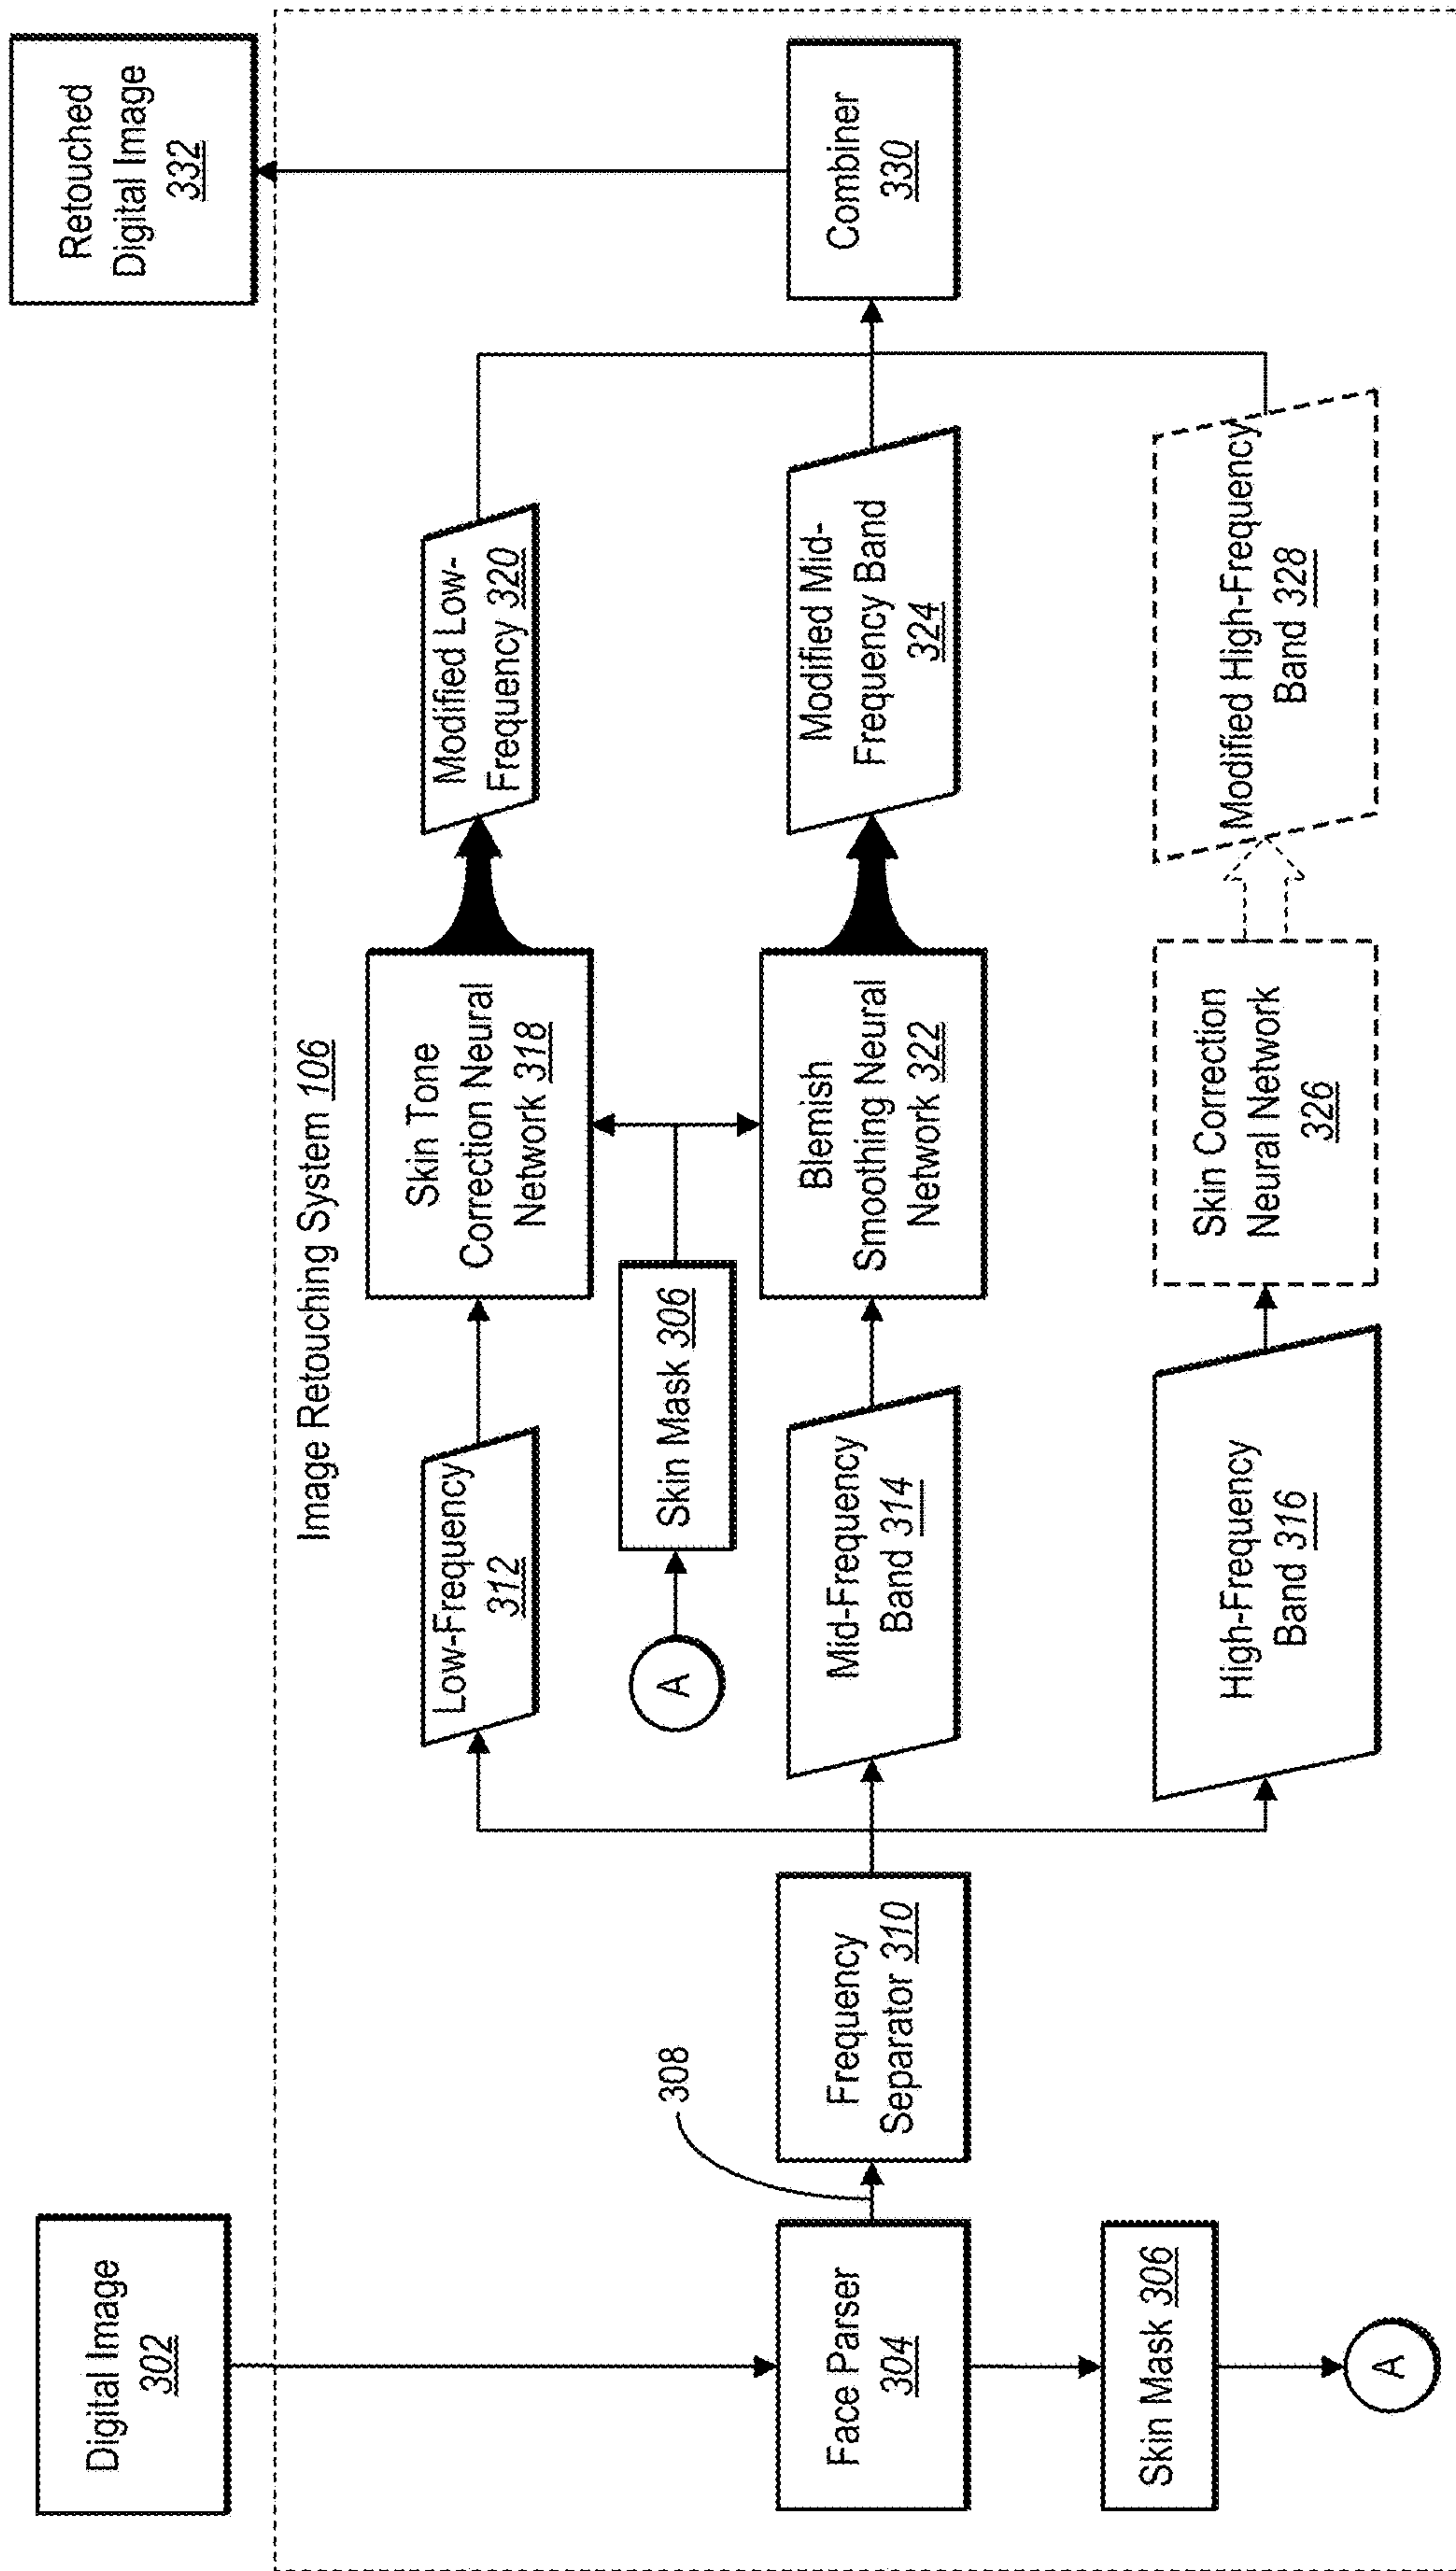 Digital Image
302
Retouched
Digital Image
332
Image Retouching System 106
Face Parser
304
308
Frequency
Separator 310
Skin Mask 306
A
Low-Frequency
312
A
Skin Mask 306
Mid-Frequency
Band 314
High-Frequency
Band 316
Skin Tone
Correction Neural
Network 318
Blemish
Smoothing Neural
Network 322
Skin Correction
Neural Network
326
Modified Low-
Frequency 320
Modified Mid-
Frequency Band
324
Modified High-Frequency
Band 328
Combiner
330